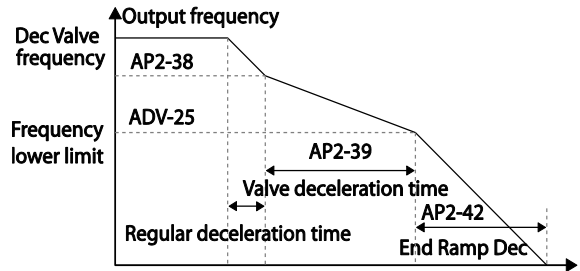 Output frequency
Dec Valve
frequency
AP2-38
ADV-25
Frequency
lower limit
AP2-39
Valve deceleration time
AP2-42
Regular deceleration time
End Ramp Dec